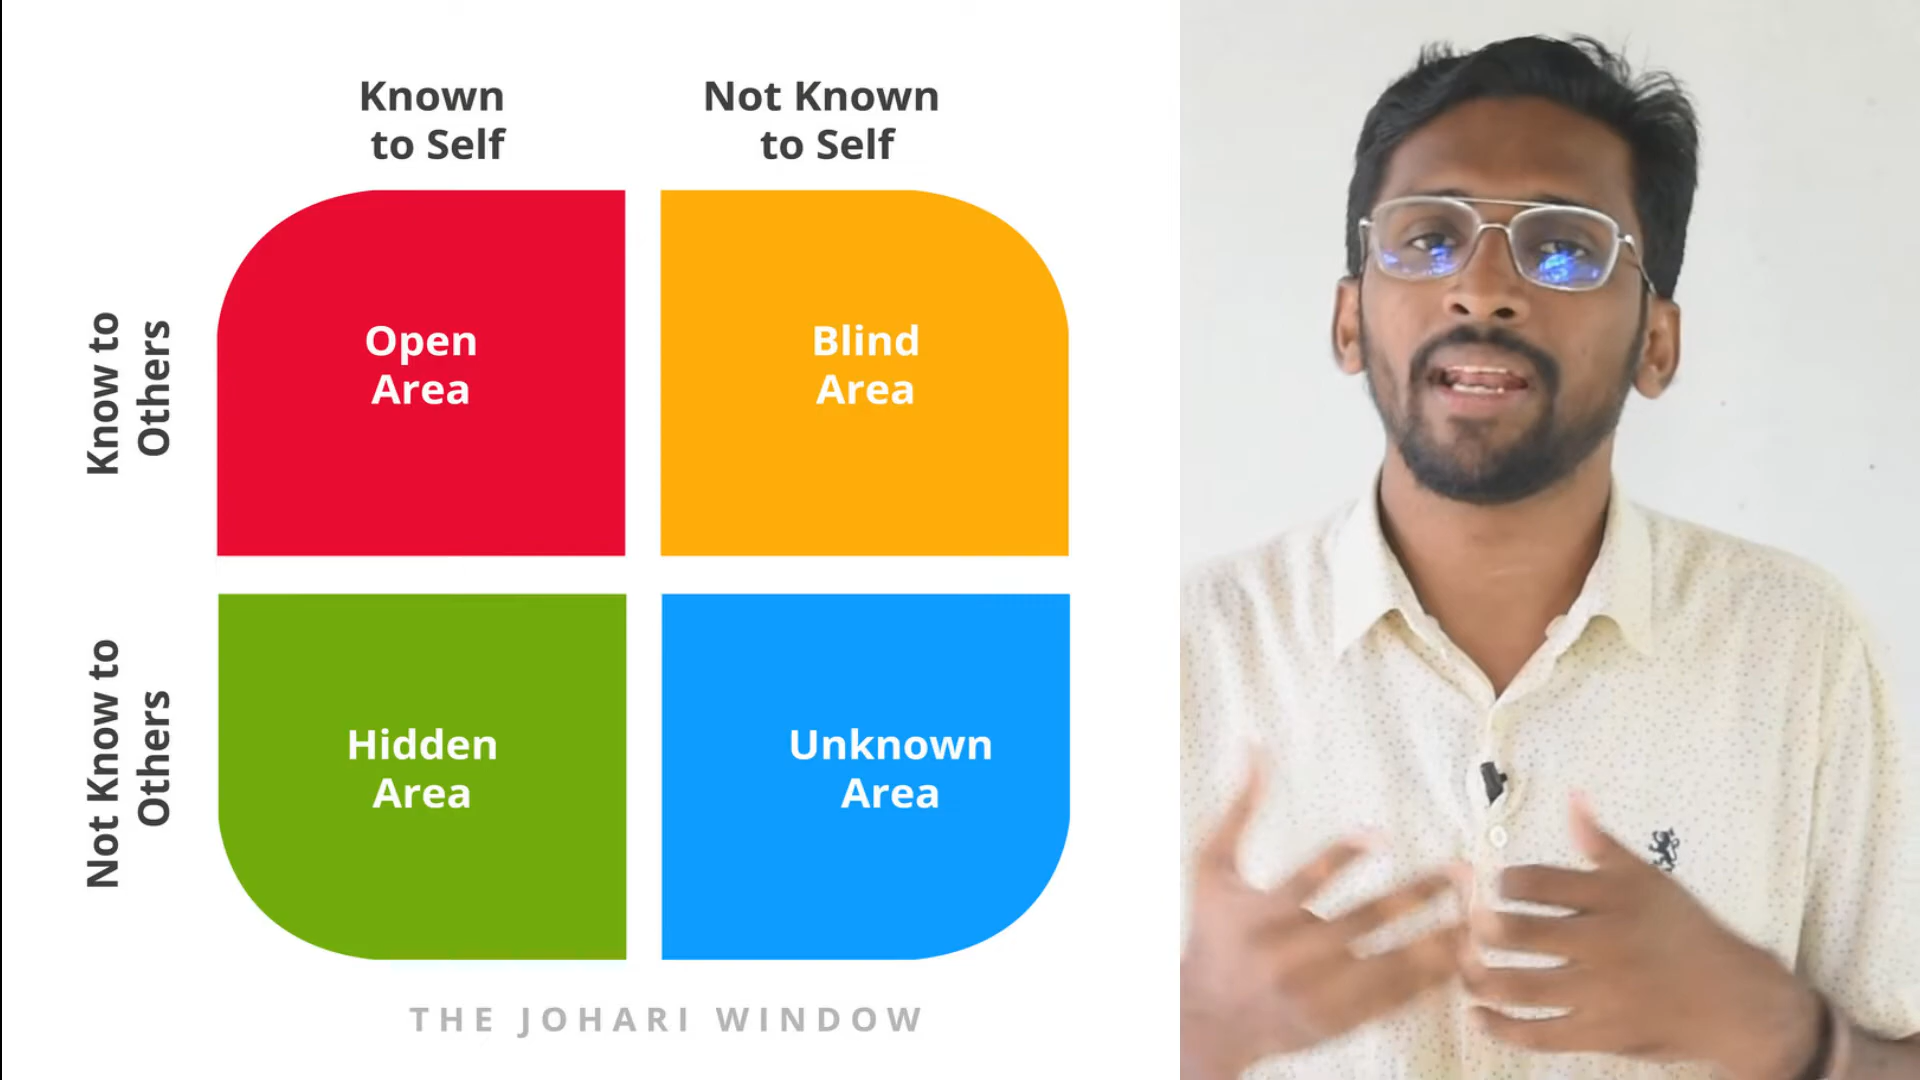 Known
to Self
Not Known
to Self
Know to
Others
Open
Area
Blind
Area
Not Know to
Others
Hidden
Area
Unknown
Area
THE JOHARI WINDOW